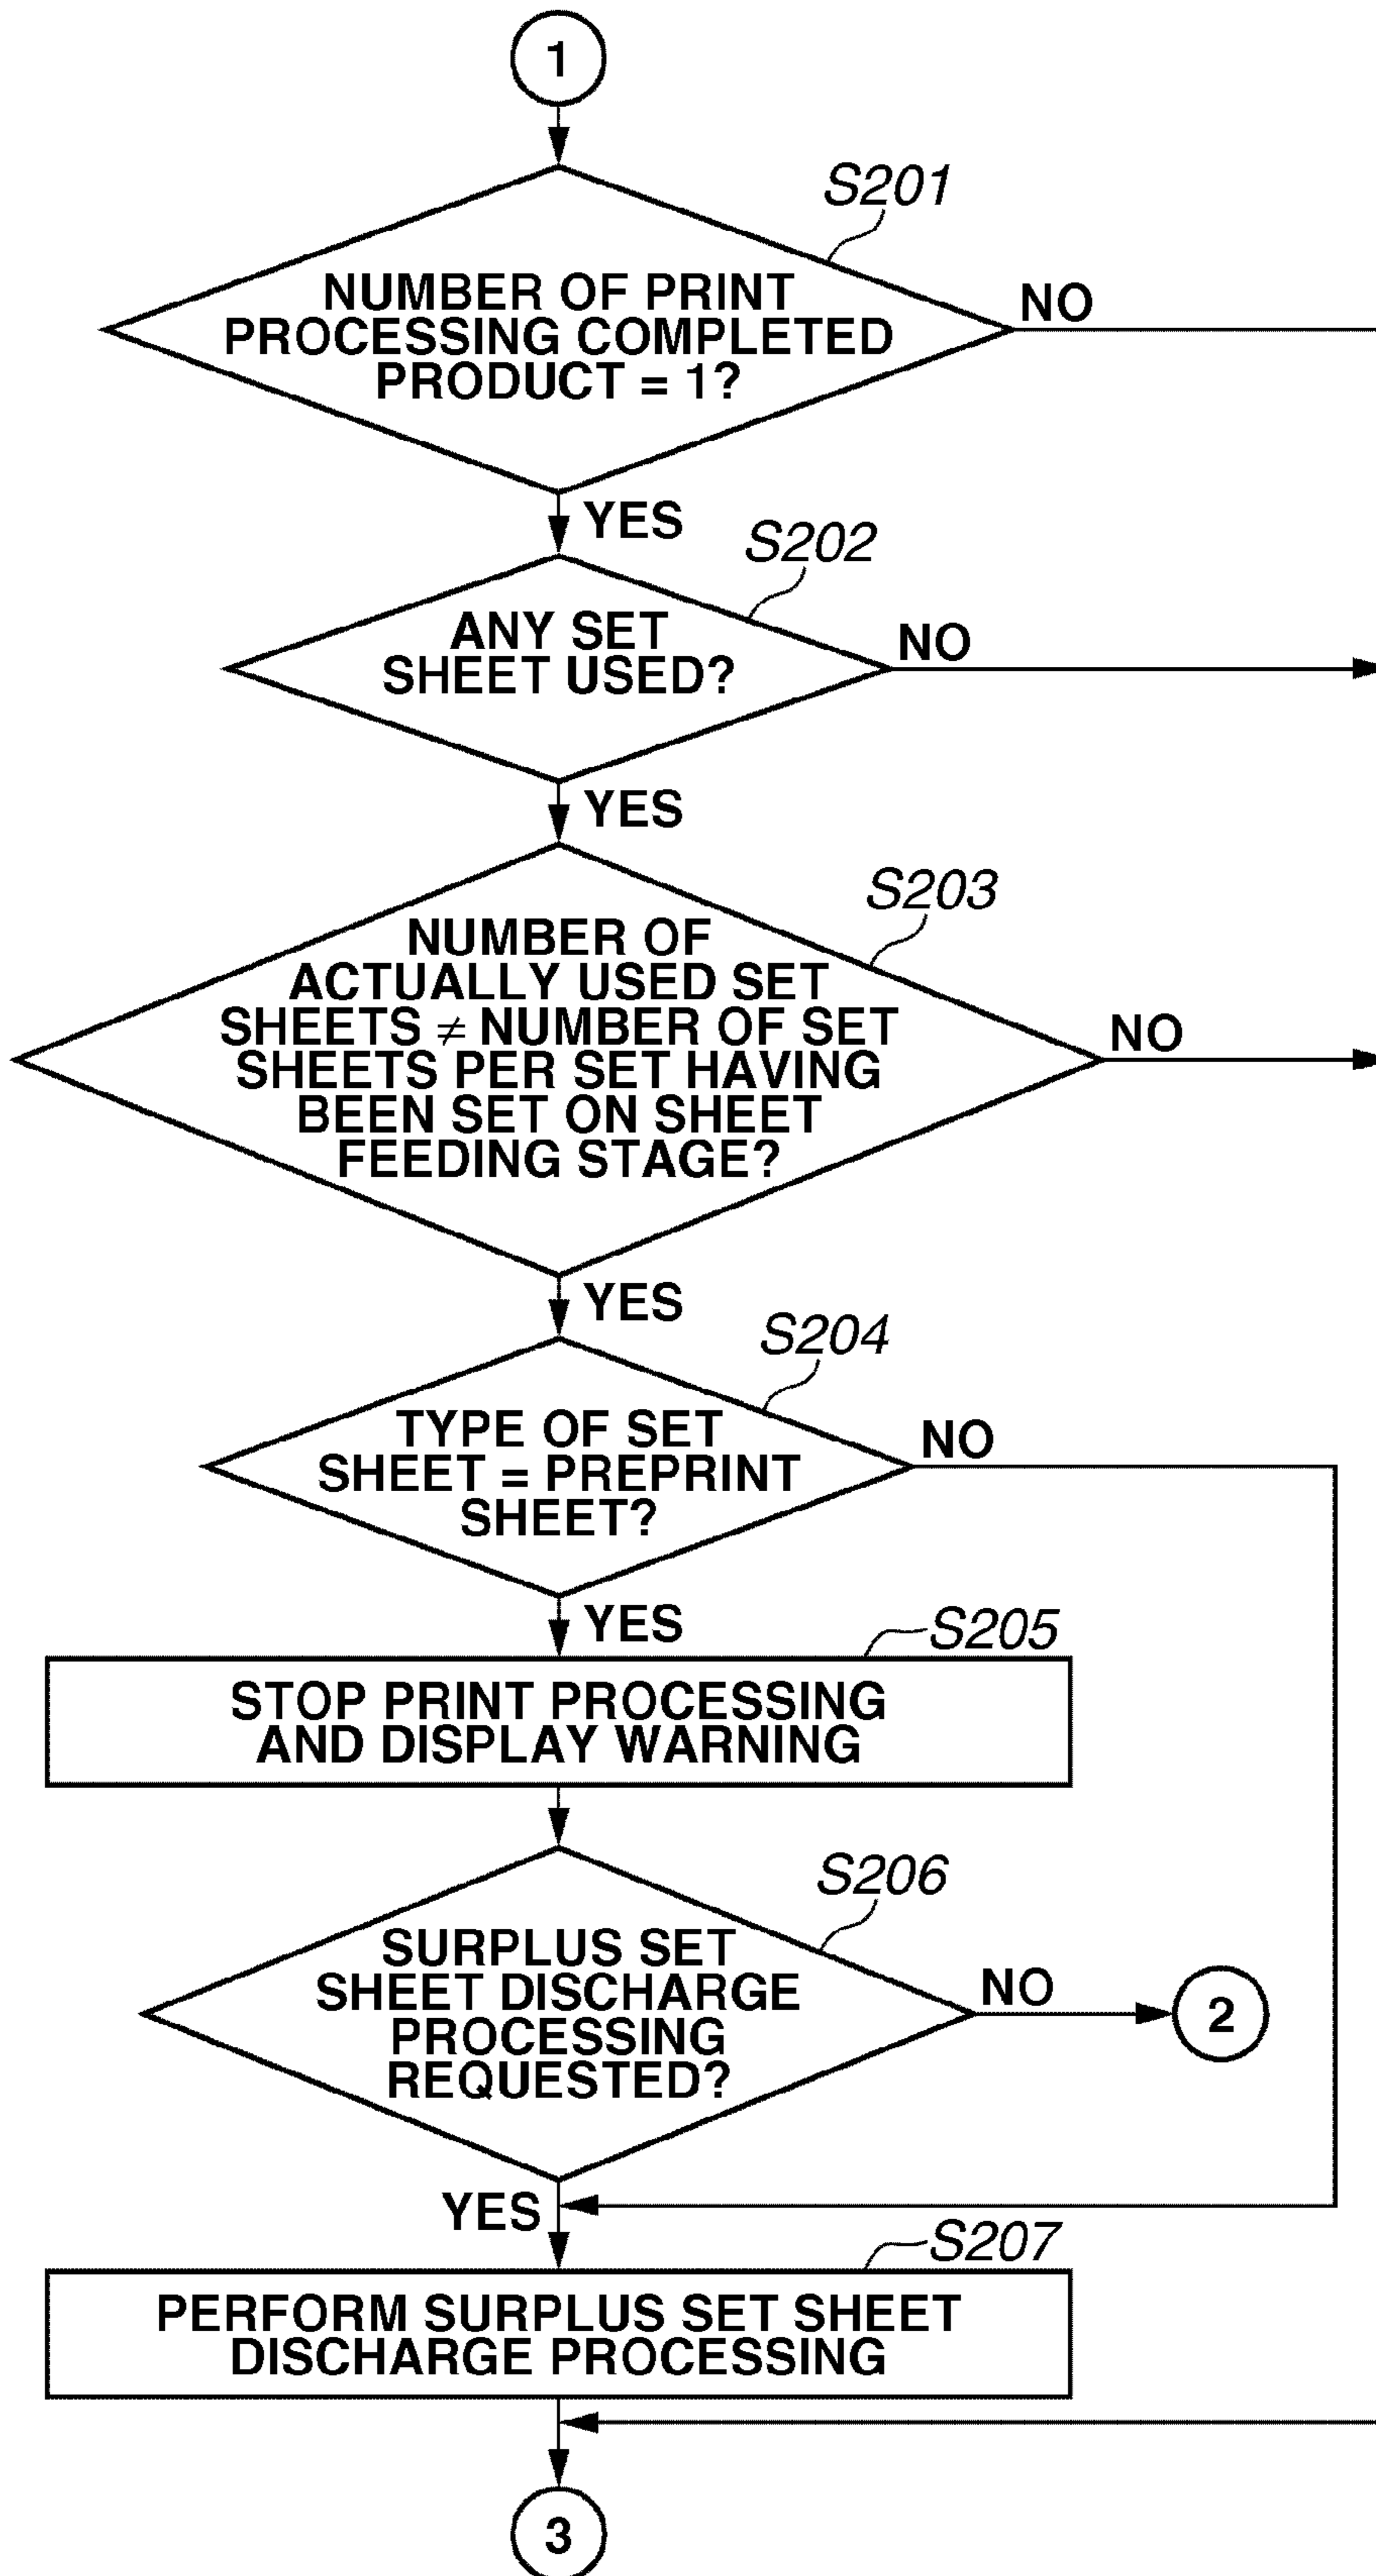 1
S201
NUMBER OF PRINT
PROCESSING COMPLETED
PRODUCT = 1?
NO
YES
S202
ANY SET
SHEET USED?
NO
YES
S203
NUMBER OF
ACTUALLY USED SET
SHEETS ≠ NUMBER OF SET
SHEETS PER SET HAVING
BEEN SET ON SHEET
FEEDING STAGE?
NO
YES
S204
TYPE OF SET
SHEET = PREPRINT
SHEET?
NO
YES
S205
STOP PRINT PROCESSING
AND DISPLAY WARNING
S206
SURPLUS SET
SHEET DISCHARGE
PROCESSING
REQUESTED?
NO
2
YES
S207
PERFORM SURPLUS SET SHEET
DISCHARGE PROCESSING
3